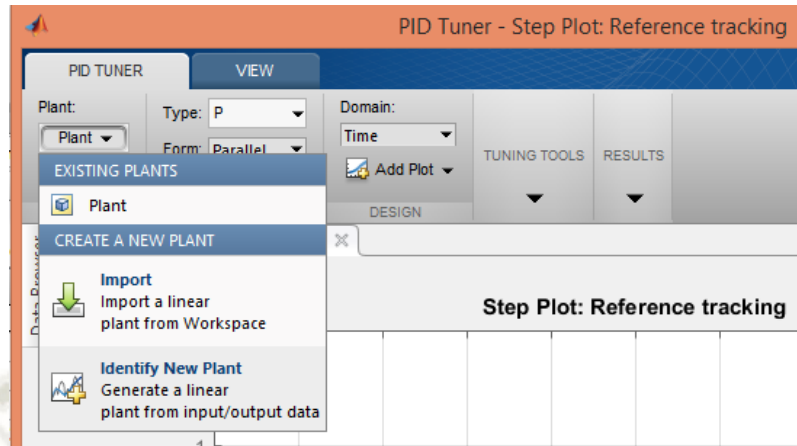 PID Tuner - Step Plot: Reference tracking
PID TUNER
VIEW
Plant:
Plant
Type: P
Form: Parallel
Domain:
Time
Add Plot
DESIGN
TUNING TOOLS
RESULTS
EXISTING PLANTS
Plant
CREATE A NEW PLANT
Import
Import a linear
plant from Workspace
Identify New Plant
Generate a linear
plant from input/output data
Data Browser
Step Plot: Reference tracking
1